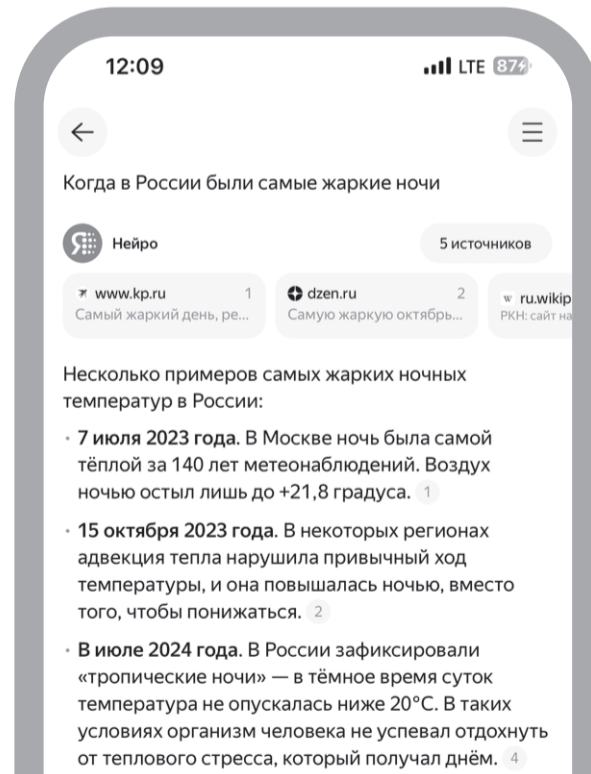 12:09 LTE 87
Когда в России были самые жаркие ночи
Нейро 5 источников
www.kp.ru 1 dzen.ru 2 ru.wikip
Самый жаркий день, ре... Самую жаркую октябрь... РКН: сайт на
Несколько примеров самых жарких ночных
температур в России:
• 7 июля 2023 года. В Москве ночь была самой
тёплой за 140 лет метеонаблюдений. Воздух
ночью остыл лишь до +21,8 градуса. 1
• 15 октября 2023 года. В некоторых регионах
адвекция тепла нарушила привычный ход
температуры, и она повышалась ночью, вместо
того, чтобы понижаться. 2
• В июле 2024 года. В России зафиксировали
«тропические ночи» — в тёмное время суток
температура не опускалась ниже 20°C. В таких
условиях организм человека не успевал отдохнуть
от теплового стресса, который получал днём. 4